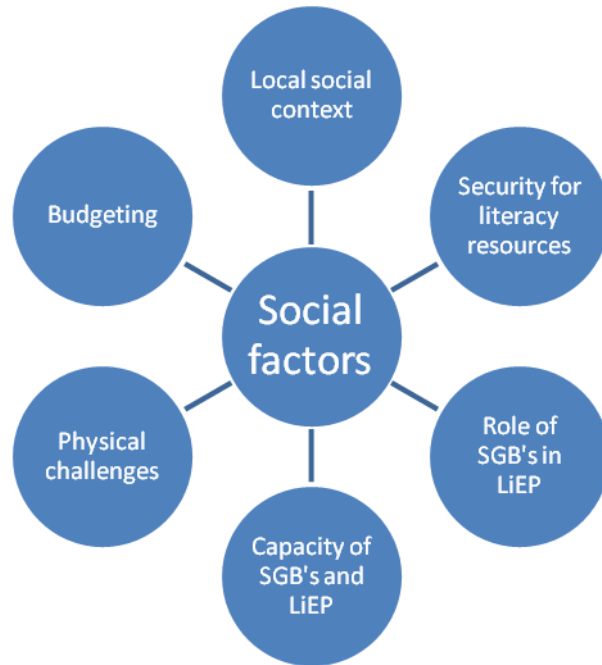 Local social
context
Security for
literacy
resources
Role of
SGB's in
LiEP
Capacity of
SGB's and
LiEP
Physical
challenges
Budgeting
Social
factors